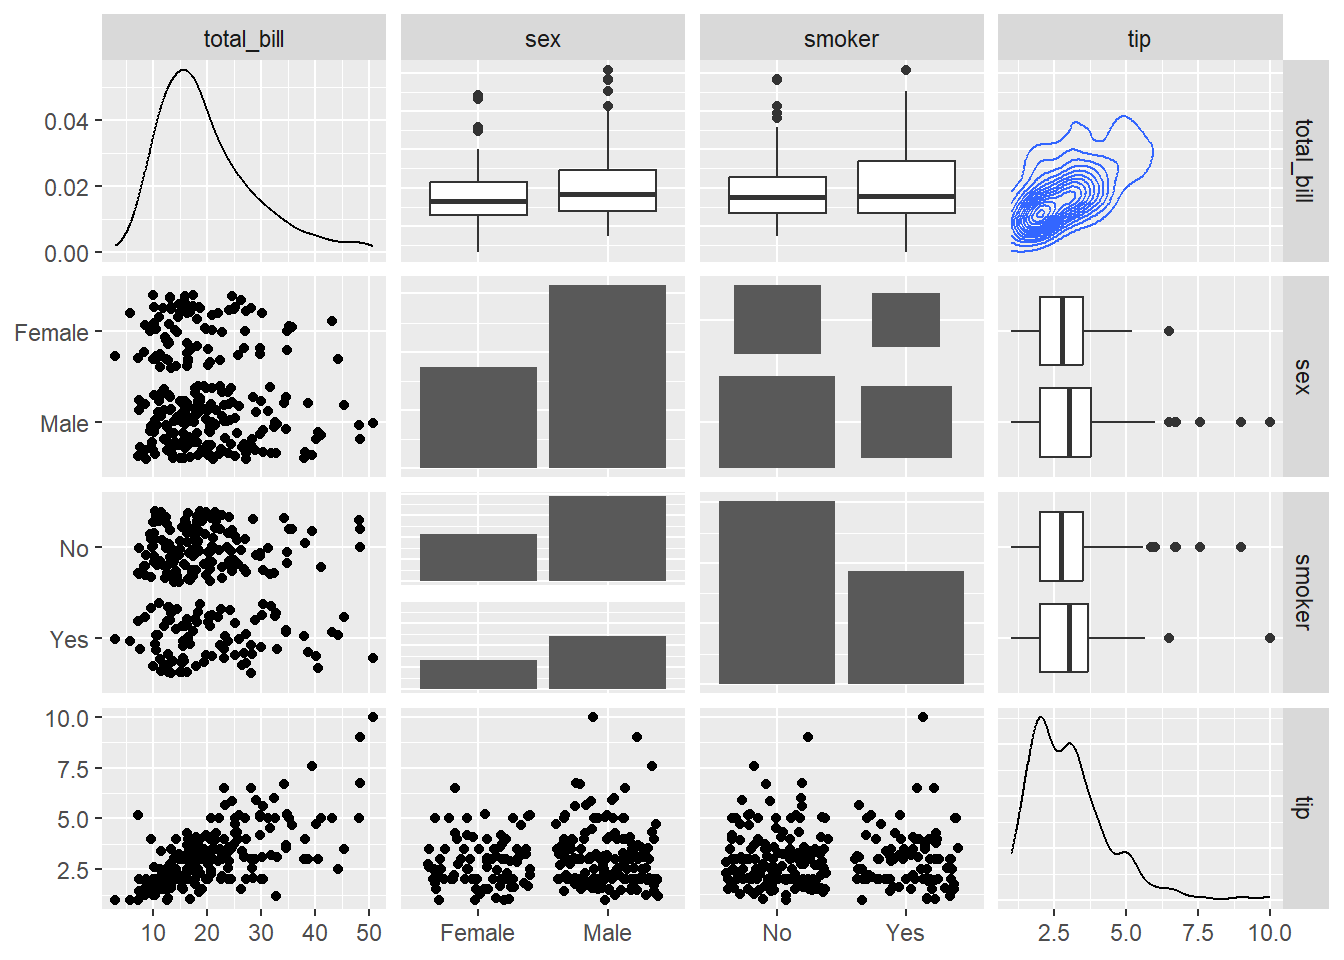 total_bill
sex
smoker
tip
0.04
0.02
0.00
total_bill
Female
Male
sex
No
Yes
smoker
10.0
7.5
5.0
2.5
tip
10
20
30
40
50
Female
Male
No
Yes
2.5
5.0
7.5
10.0